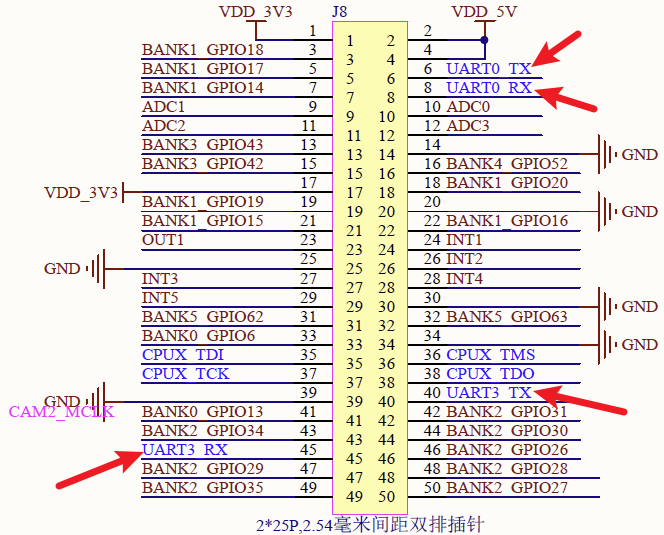 VDD_3V3 J8 VDD_5V
1 1 2 2
BANK1_GPIO18 3 3 4 4
BANK1_GPIO17 5 5 6 6 UART0_TX
BANK1_GPIO14 7 7 8 8 UART0_RX
ADC1 9 9 10 10 ADC0
ADC2 11 11 12 12 ADC3
BANK3_GPIO43 13 13 14 14 GND
BANK3_GPIO42 15 15 16 16 BANK4_GPIO52
VDD_3V3 17 17 18 18 BANK1_GPIO20
BANK1_GPIO19 19 19 20 20 GND
BANK1_GPIO15 21 21 22 22 BANK1_GPIO16
OUT1 23 23 24 24 INT1
GND 25 25 26 26 INT2
INT3 27 27 28 28 INT4
INT5 29 29 30 30 GND
BANK5_GPIO62 31 31 32 32 BANK5_GPIO63
BANK0_GPIO6 33 33 34 34 GND
CPUX_TDI 35 35 36 36 CPUX_TMS
CPUX_TCK 37 37 38 38 CPUX_TDO
GND 39 39 40 40 UART3_TX
CAM2_MCLK BANK0_GPIO13 41 41 42 42 BANK2_GPIO31
BANK2_GPIO34 43 43 44 44 BANK2_GPIO30
UART3_RX 45 45 46 46 BANK2_GPIO26
BANK2_GPIO29 47 47 48 48 BANK2_GPIO28
BANK2_GPIO35 49 49 50 50 BANK2_GPIO27
2*25P,2.54毫米间距双排插针